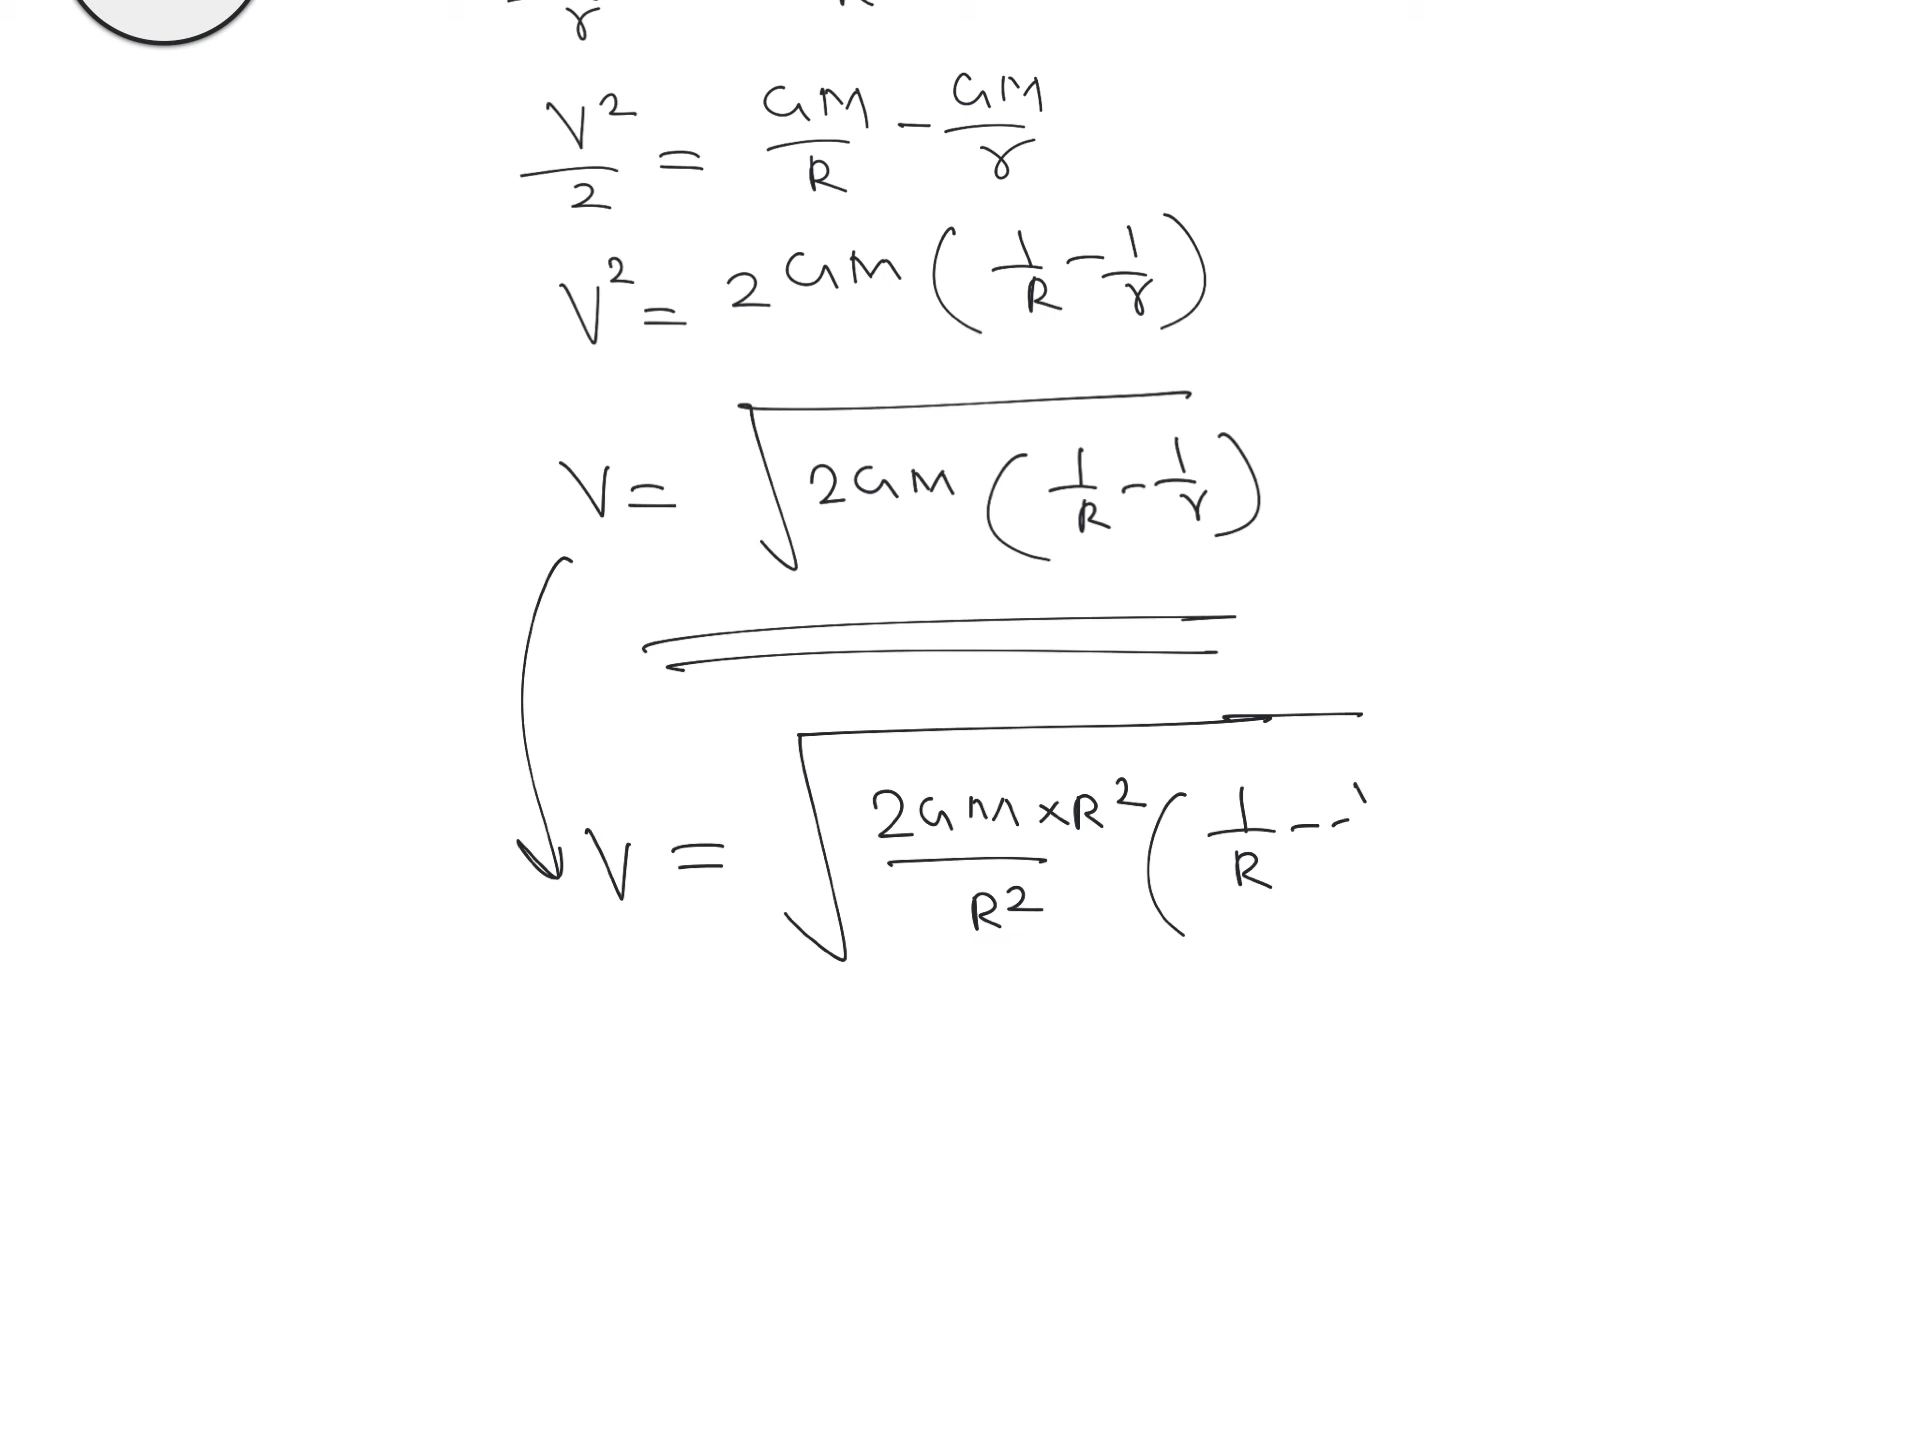 r
V²/2 = GM/R - GM/r
V² = 2GM (1/R - 1/r)
V = √2GM (1/R - 1/r)
V = √2GM×R²/R² (1/R -